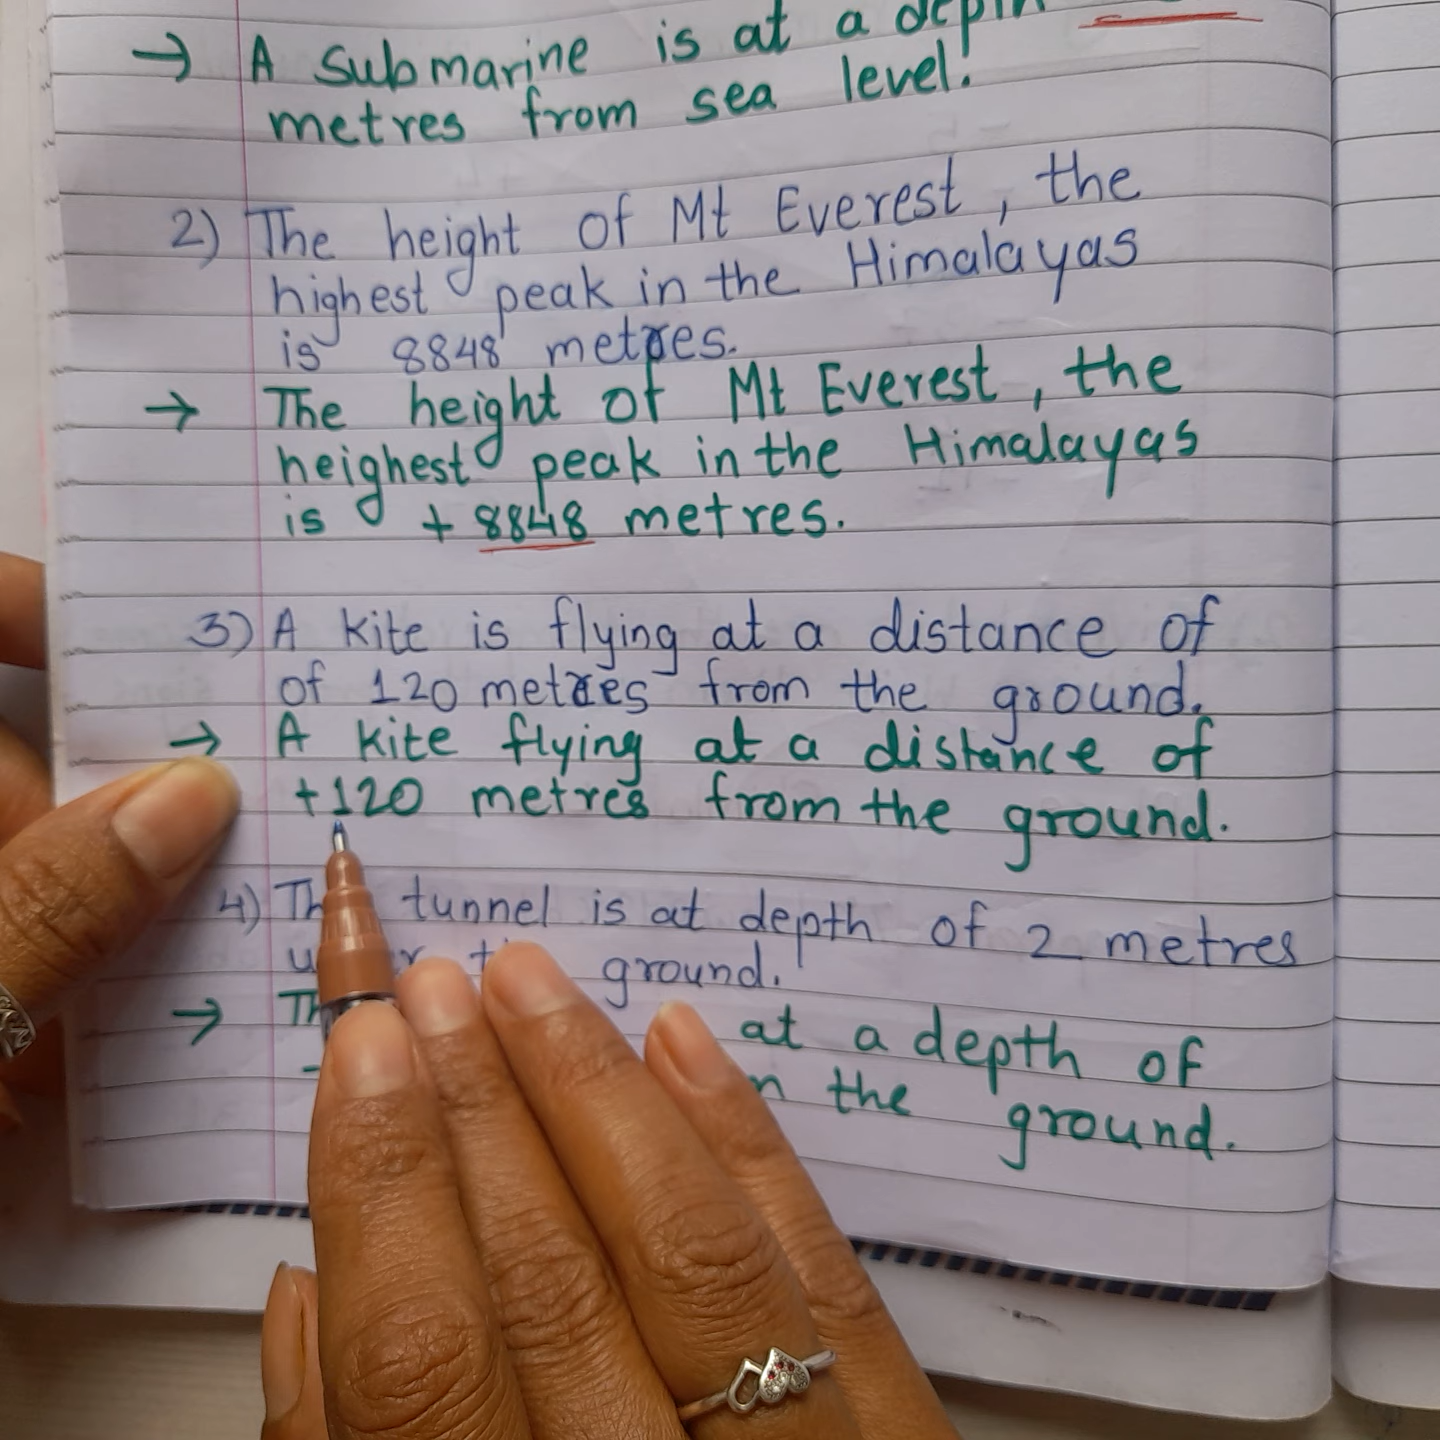 → A submarine is at a depth
metres from sea level.
2) The height of Mt Everest, the
highest peak in the Himalayas
is 8848 metres.
→ The height of Mt Everest, the
heighest peak in the Himalayas
is +8848 metres.
3) A kite is flying at a distance of
of 120 metres from the ground.
→ A kite flying at a distance of
+120 metres from the ground.
4) tunnel is at depth of 2 metres
ground.
→ at a depth of
the ground.